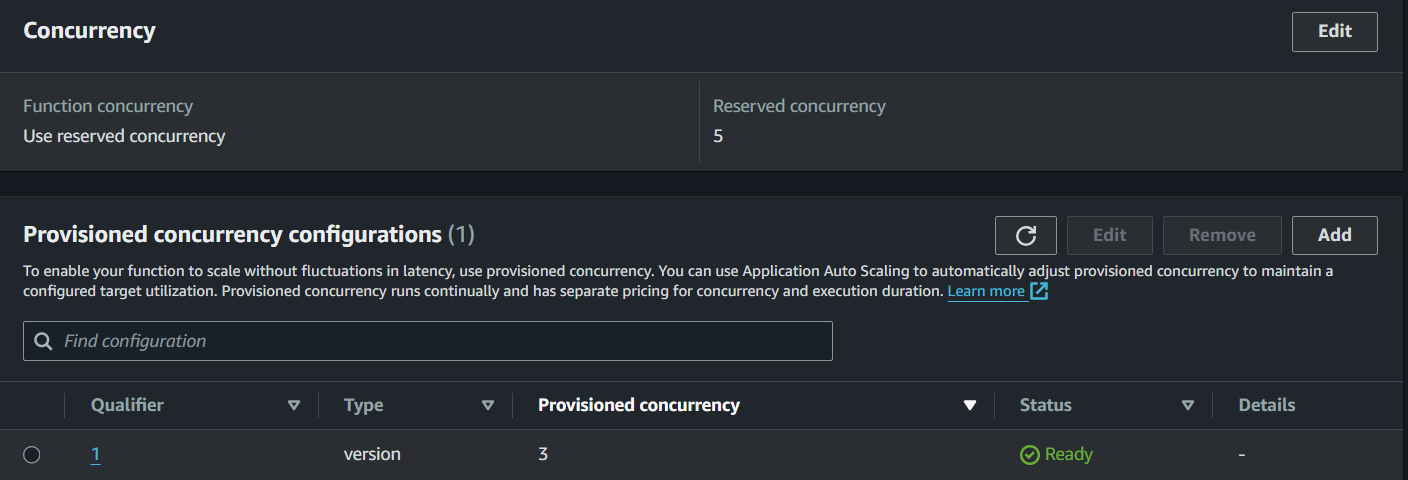 Concurrency
Edit
Function concurrency
Use reserved concurrency
Reserved concurrency
5
Provisioned concurrency configurations (1)
Edit
Remove
Add
To enable your function to scale without fluctuations in latency, use provisioned concurrency. You can use Application Auto Scaling to automatically adjust provisioned concurrency to maintain a
configured target utilization. Provisioned concurrency runs continually and has separate pricing for concurrency and execution duration. Learn more
Find configuration
Qualifier Type Provisioned concurrency Status Details
1 version 3 Ready -